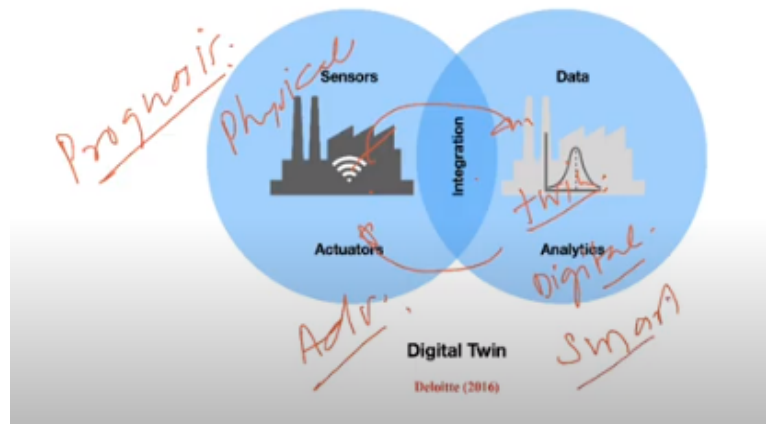 Prognosis.
Physical
Sensors
Data
Integration
twin.
Actuators
Analytics
Digital.
Adv.
Smart
Digital Twin
Deloitte (2016)